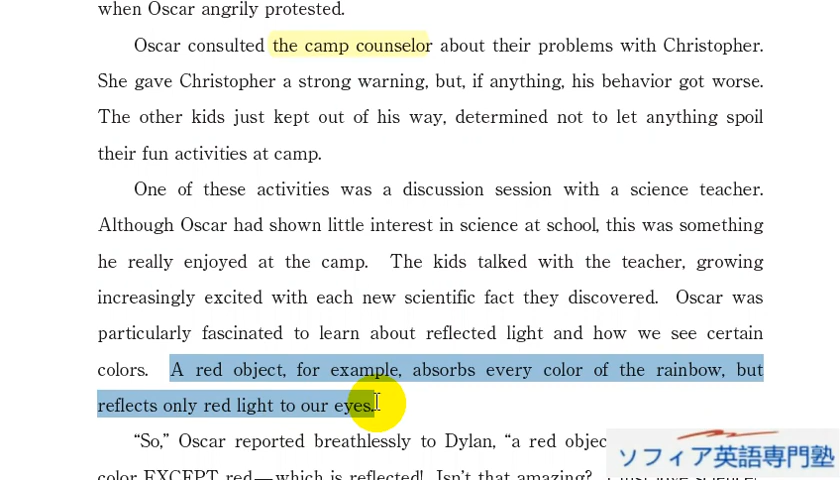 when Oscar angrily protested.
Oscar consulted the camp counselor about their problems with Christopher.
She gave Christopher a strong warning, but, if anything, his behavior got worse.
The other kids just kept out of his way, determined not to let anything spoil
their fun activities at camp.
One of these activities was a discussion session with a science teacher.
Although Oscar had shown little interest in science at school, this was something
he really enjoyed at the camp. The kids talked with the teacher, growing
increasingly excited with each new scientific fact they discovered. Oscar was
particularly fascinated to learn about reflected light and how we see certain
colors. A red object, for example, absorbs every color of the rainbow, but
reflects only red light to our eyes.
“So,” Oscar reported breathlessly to Dylan, “a red objec
ソフィア英語専門塾
color EXCEPT red—which is reflected! Isn't that amazing? I just love science!